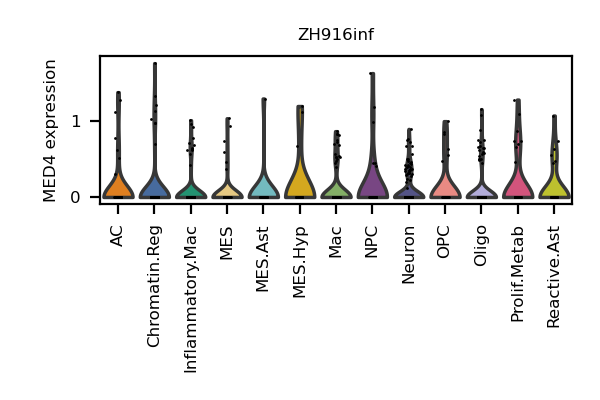 ZH916inf
MED4 expression
1
0
AC
Chromatin.Reg
Inflammatory.Mac
MES
MES.Ast
MES.Hyp
Mac
NPC
Neuron
OPC
Oligo
Prolif.Metab
Reactive.Ast